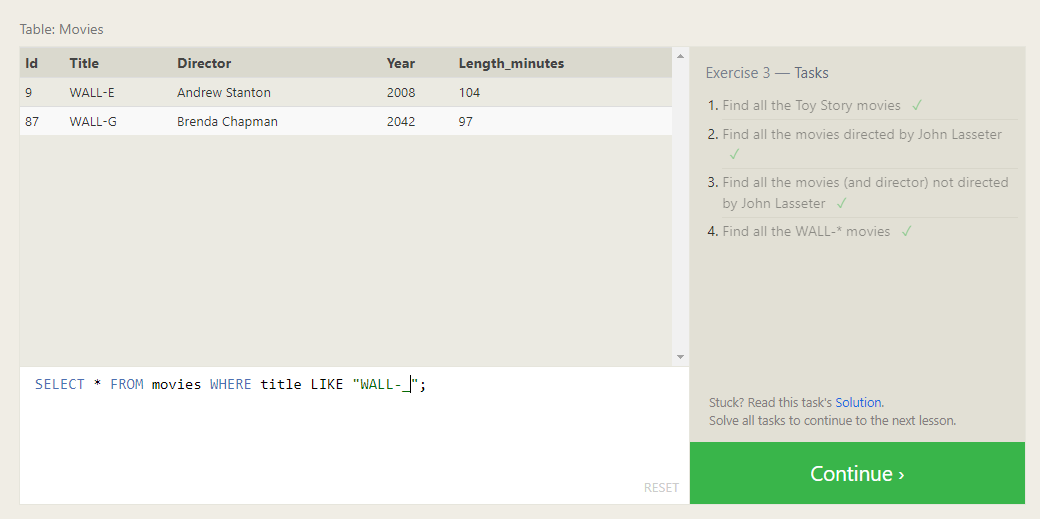 Table: Movies
Id Title Director Year Length_minutes
9 WALL-E Andrew Stanton 2008 104
87 WALL-G Brenda Chapman 2042 97
SELECT * FROM movies WHERE title LIKE "WALL-_";
RESET
Exercise 3 — Tasks
1. Find all the Toy Story movies ✓
2. Find all the movies directed by John Lasseter
✓
3. Find all the movies (and director) not directed
by John Lasseter ✓
4. Find all the WALL-* movies ✓
Stuck? Read this task's Solution.
Solve all tasks to continue to the next lesson.
Continue ›